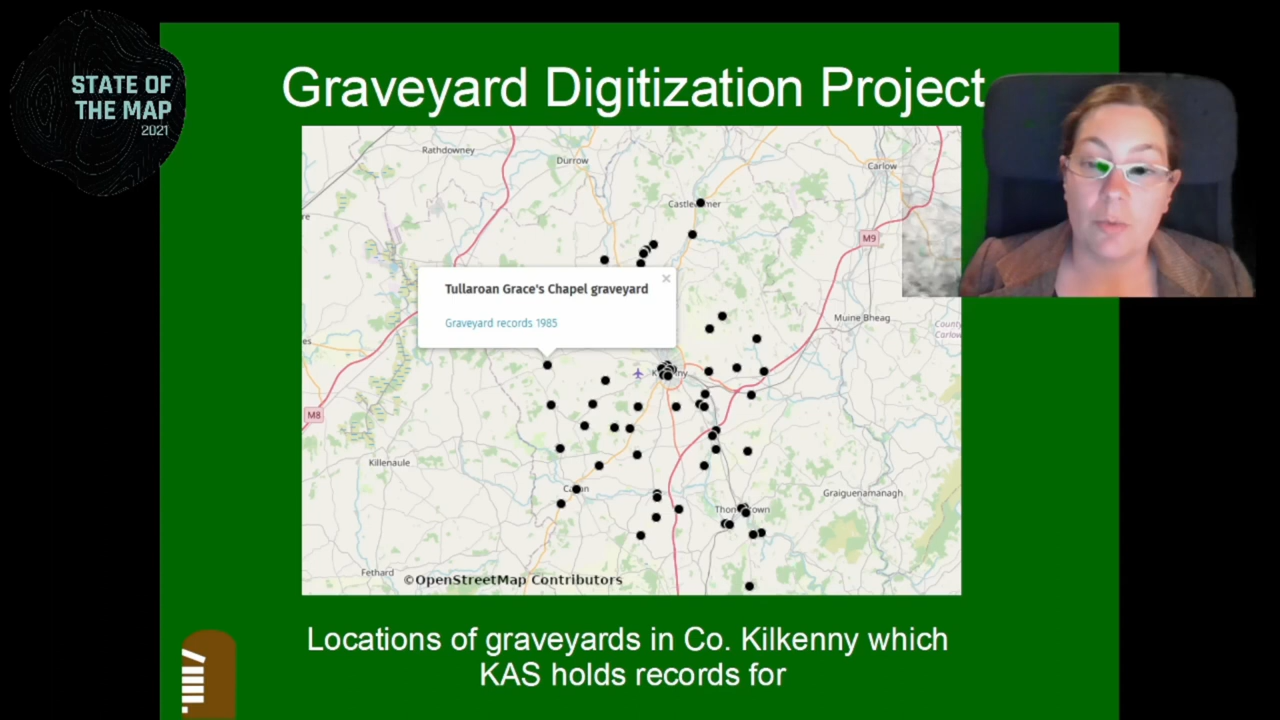 STATE OF
THE MAP
2021
Graveyard Digitization Project
Rathdowney
Durrow
Carlow
M9
Tullaroan Grace's Chapel graveyard
×
Graveyard records 1985
Muine Bheag
County
Carlow
M8
Killenaule
Graiguenamanagh
Fethard
©OpenStreetMap Contributors
Locations of graveyards in Co. Kilkenny which
KAS holds records for